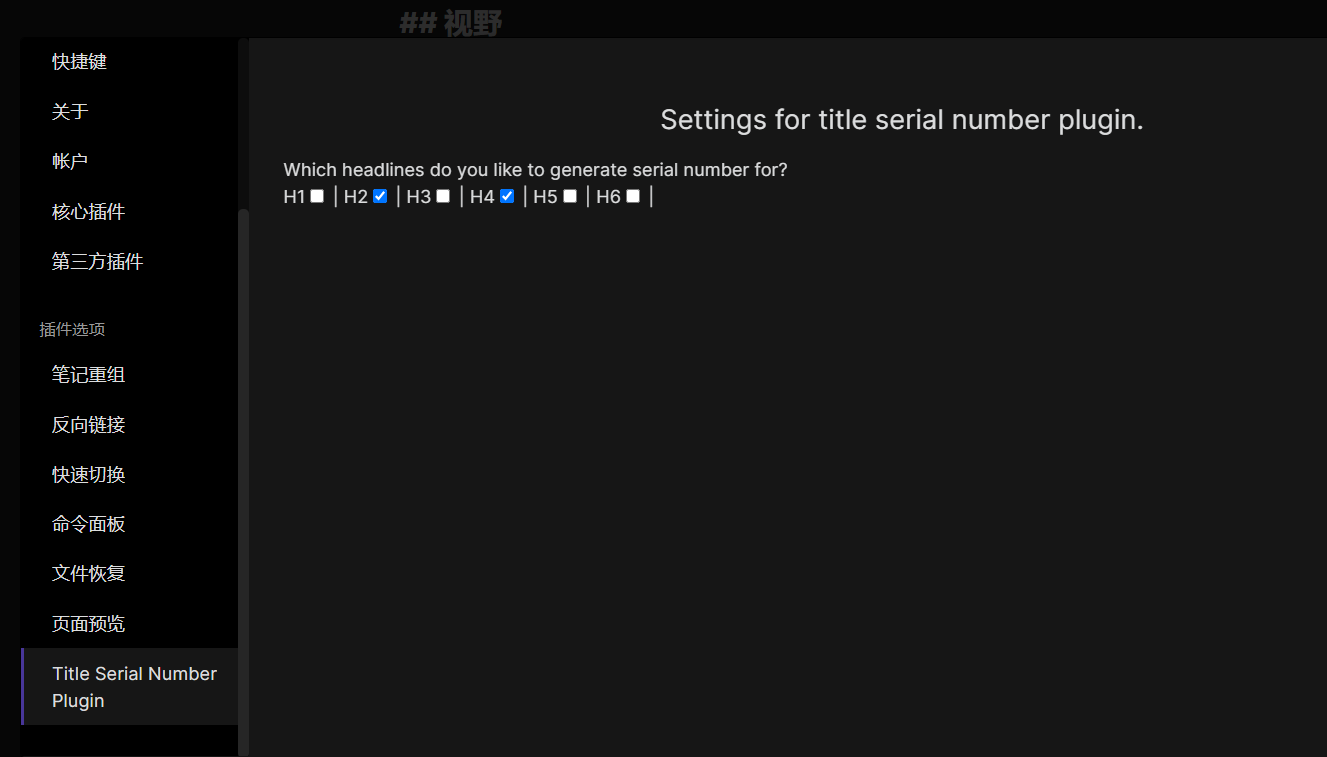 ## 视野
快捷键
关于
帐户
核心插件
第三方插件
插件选项
笔记重组
反向链接
快速切换
命令面板
文件恢复
页面预览
Title Serial Number
Plugin
Settings for title serial number plugin.
Which headlines do you like to generate serial number for?
H1 | H2 | H3 | H4 | H5 | H6 |